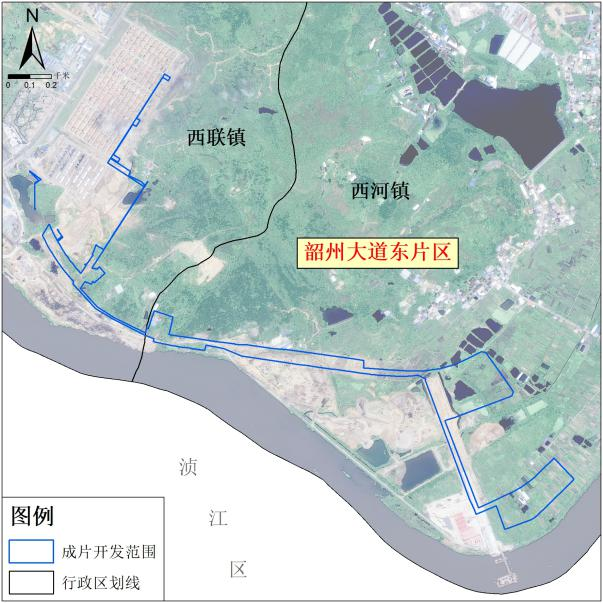 N
0 0.1 0.2 千米
西联镇
西河镇
韶州大道东片区
浈
江
区
图例
成片开发范围
行政区划线